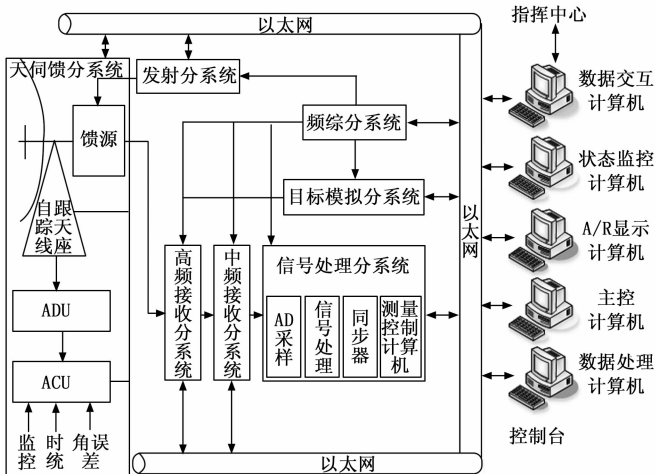 以太网
指挥中心
天伺馈分系统
发射分系统
数据交互
计算机
馈源
频综分系统
状态监控
计算机
目标模拟分系统
自跟
踪天
线座
以太网
A/R显示
计算机
高频接收分系统
中频接收分系统
信号处理分系统
ADU
AD采样
信号处理
同步器
测量
控制
计算机
主控
计算机
ACU
数据处理
计算机
监控
时统
角误差
控制台
以太网